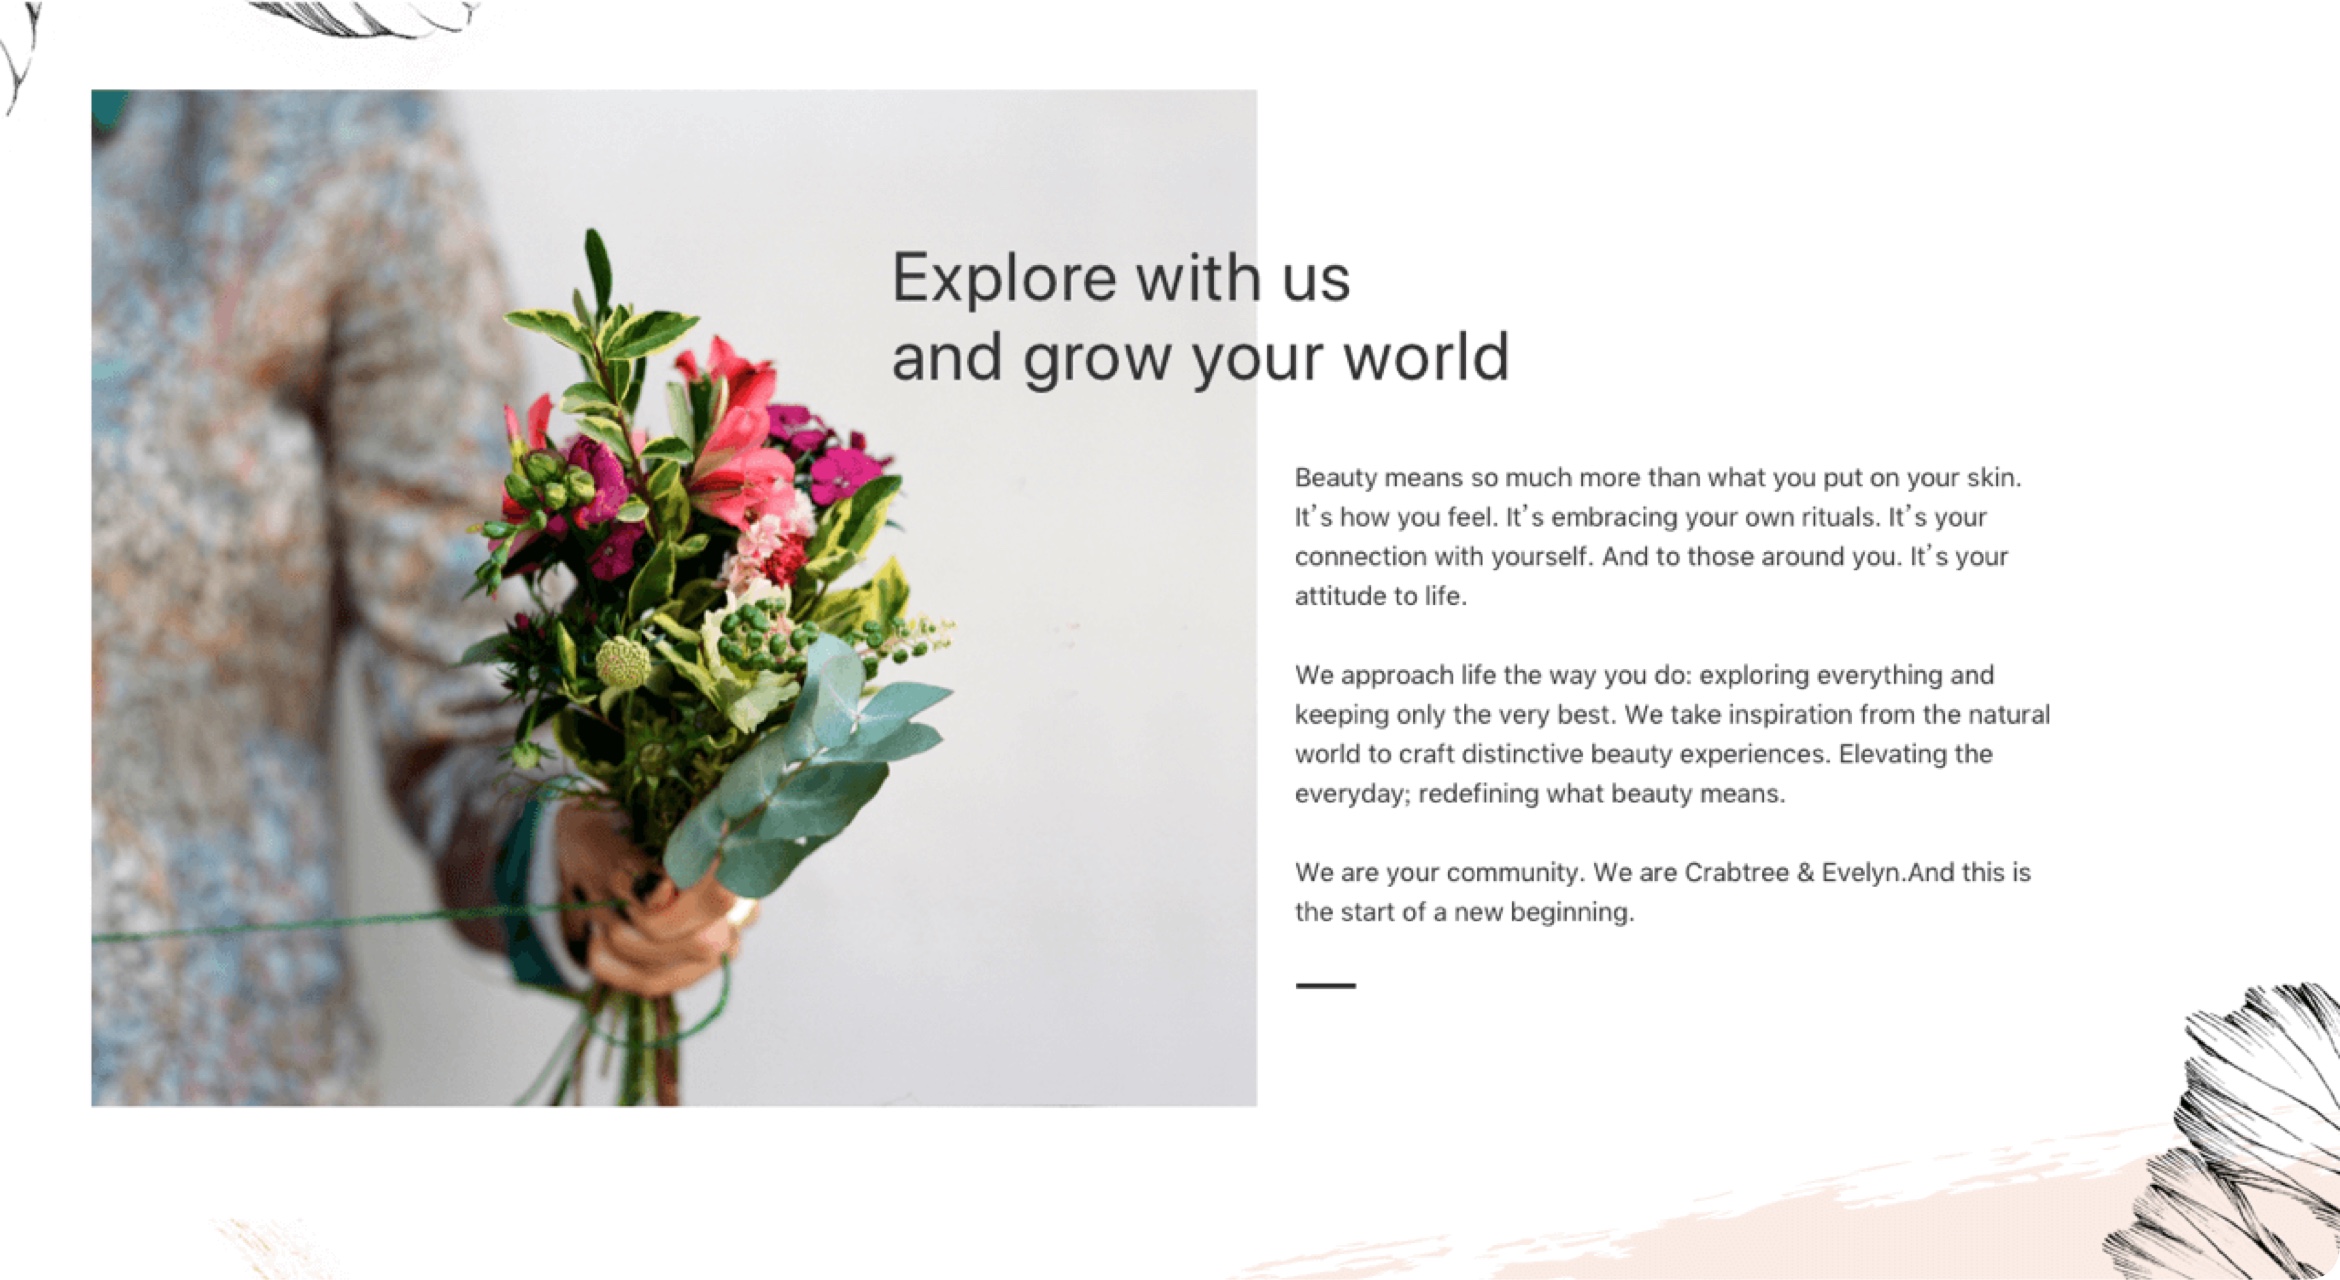 Explore with us
and grow your world
Beauty means so much more than what you put on your skin.
It’s how you feel. It’s embracing your own rituals. It’s your
connection with yourself. And to those around you. It’s your
attitude to life.
We approach life the way you do: exploring everything and
keeping only the very best. We take inspiration from the natural
world to craft distinctive beauty experiences. Elevating the
everyday; redefining what beauty means.
We are your community. We are Crabtree & Evelyn.And this is
the start of a new beginning.